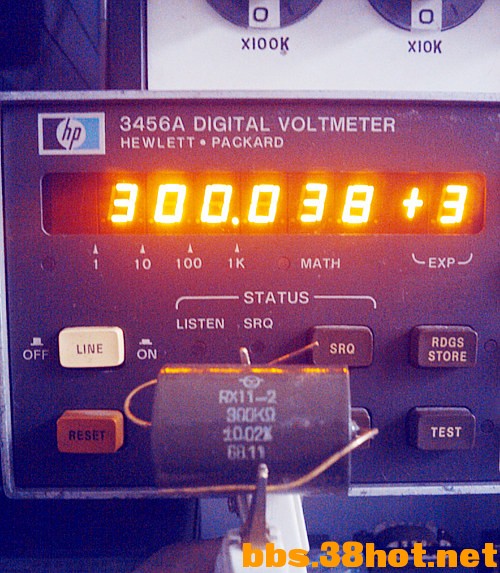 0 0
X100K X10K
hp 3456A DIGITAL VOLTMETER
HEWLETT • PACKARD
300.038 +3
1 10 100 1K MATH EXP
STATUS
LISTEN SRQ
OFF LINE ON SRQ RDGS STORE
RESET TEST
RX11-2
300KΩ
±0.02%
68.11
bbs.38hot.net